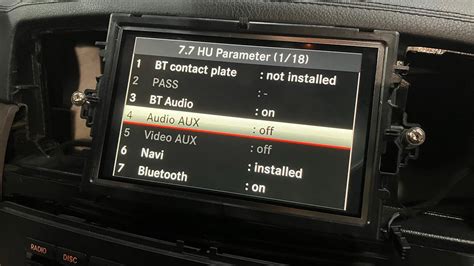 7.7 HU Parameter (1/18)
1 BT contact plate : not installed
2 PASS : -
3 BT Audio : on
4 Audio AUX : off
5 Video AUX : off
6 Navi : installed
7 Bluetooth : on
RADIO DISC